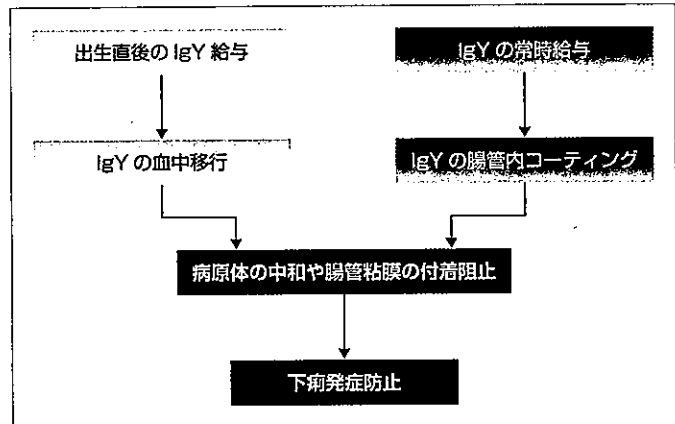 出生直後の IgY 給与
IgY の常時給与
IgY の血中移行
IgY の腸管内コーティング
病原体の中和や腸管粘膜の付着阻止
下痢発症防止